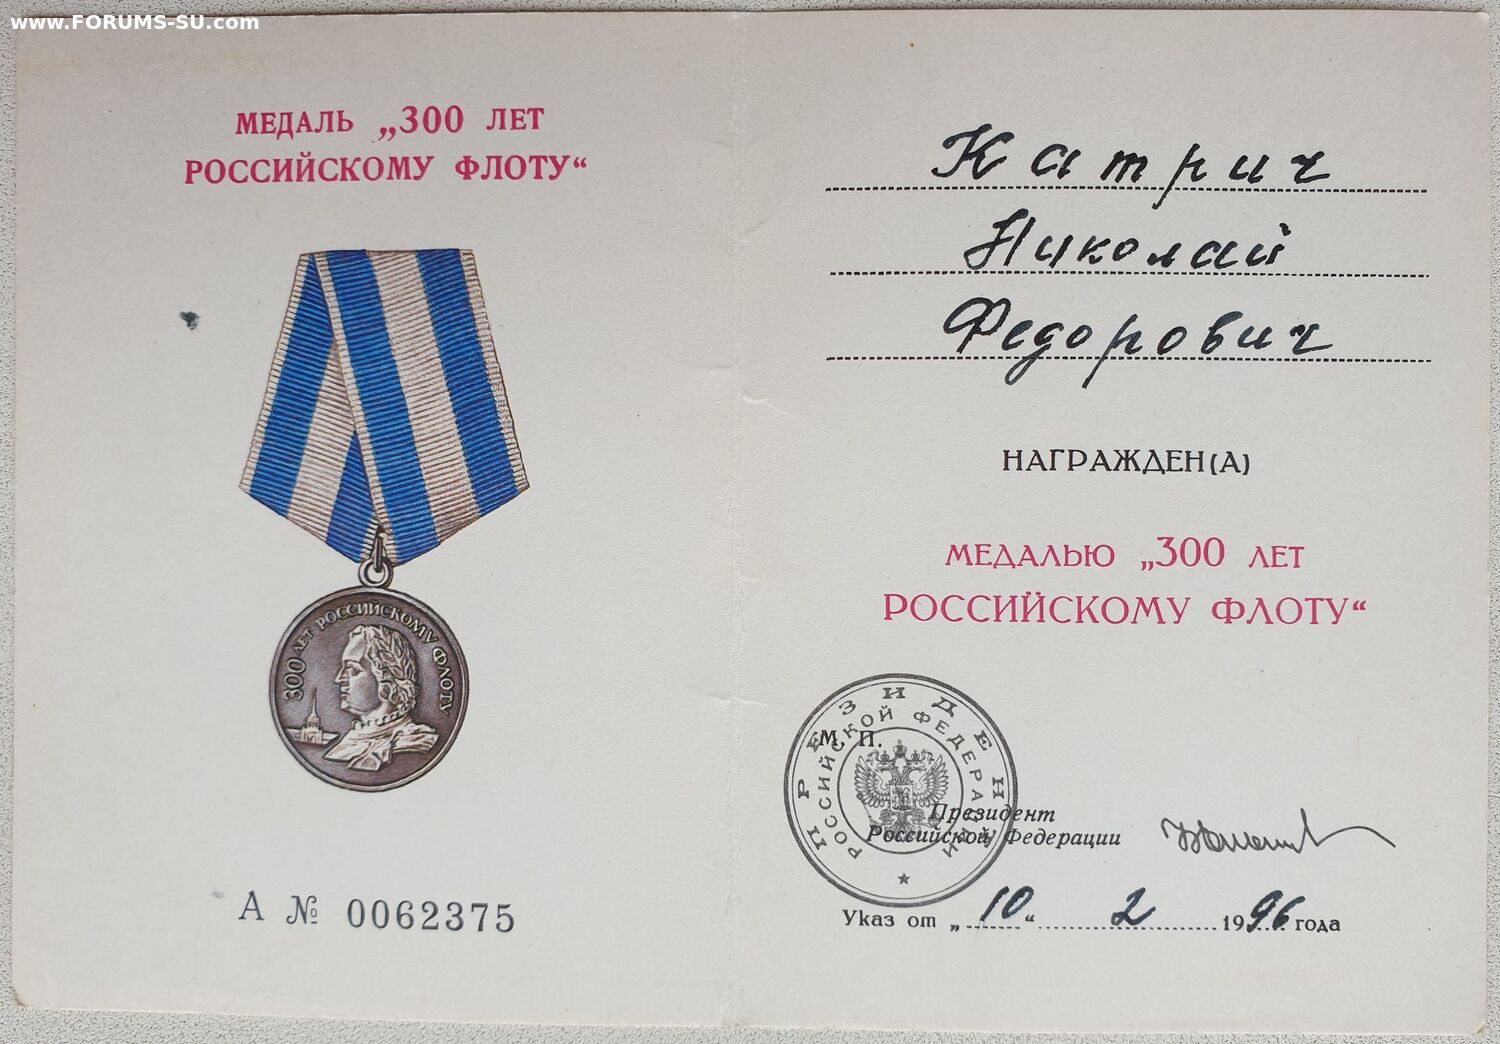 www.FORUMS-SU.com
МЕДАЛЬ „300 ЛЕТ
РОССИЙСКОМУ ФЛОТУ“
300 ЛЕТ РОССИЙСКОМУ ФЛОТУ
А № 0062375
Катрич
Николай
Федорович
НАГРАЖДЕН(А)
МЕДАЛЬЮ „300 ЛЕТ
РОССИЙСКОМУ ФЛОТУ“
ПРЕЗИДЕНТ
РОССИЙСКОЙ ФЕДЕРАЦИИ
М. П.
Президент
Российской Федерации
Указ от „10“ 2 1996 года